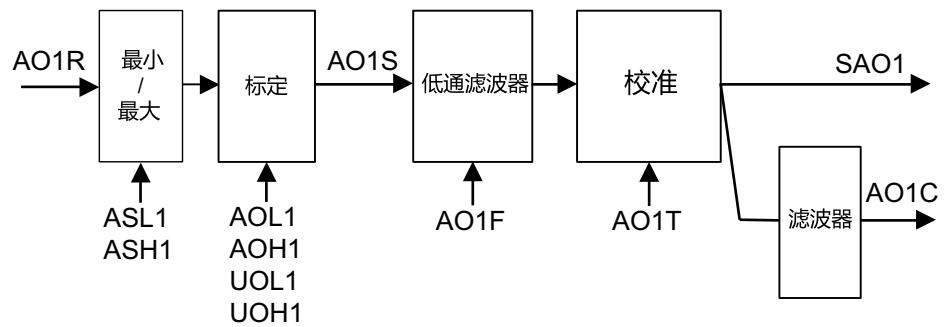 AO1R
最小
/
最大
标定
AO1S
低通滤波器
校准
SAO1
滤波器
AO1C
ASL1
ASH1
AOL1
AOH1
UOL1
UOH1
AO1F
AO1T